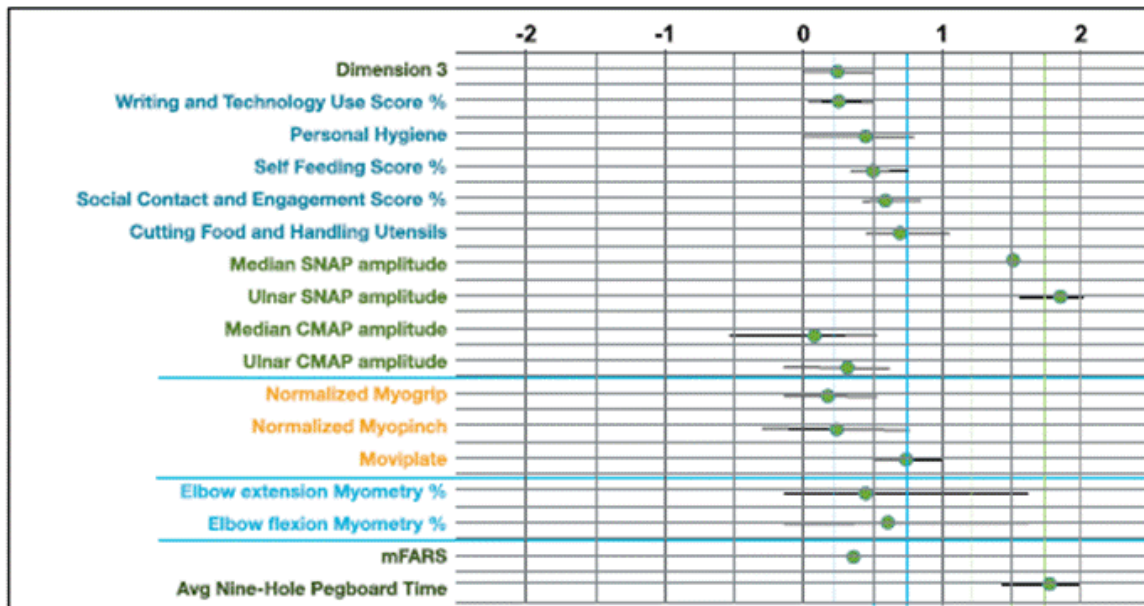 -2 -1 0 1 2
Dimension 3
Writing and Technology Use Score %
Personal Hygiene
Self Feeding Score %
Social Contact and Engagement Score %
Cutting Food and Handling Utensils
Median SNAP amplitude
Ulnar SNAP amplitude
Median CMAP amplitude
Ulnar CMAP amplitude
Normalized Myogrip
Normalized Myopinch
Moviplate
Elbow extension Myometry %
Elbow flexion Myometry %
mFARS
Avg Nine-Hole Pegboard Time